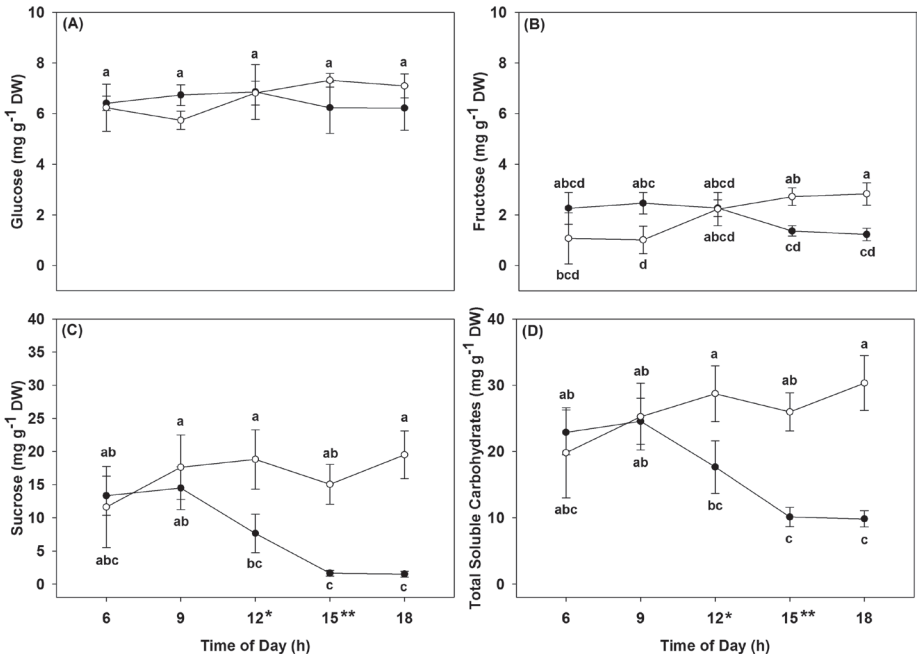 (A)
Glucose (mg g-1 DW)
10
8
6
4
2
0
a a a a a
(B)
Fructose (mg g-1 DW)
10
8
6
4
2
0
abcd abc abcd ab a
bcd d abcd cd cd
(C)
Sucrose (mg g-1 DW)
40
35
30
25
20
15
10
5
0
ab a a ab a
abc ab bc c c
6 9 12* 15** 18
Time of Day (h)
(D)
Total Soluble Carbohydrates (mg g-1 DW)
40
30
20
10
0
ab ab a ab a
abc ab bc c c
6 9 12* 15** 18
Time of Day (h)